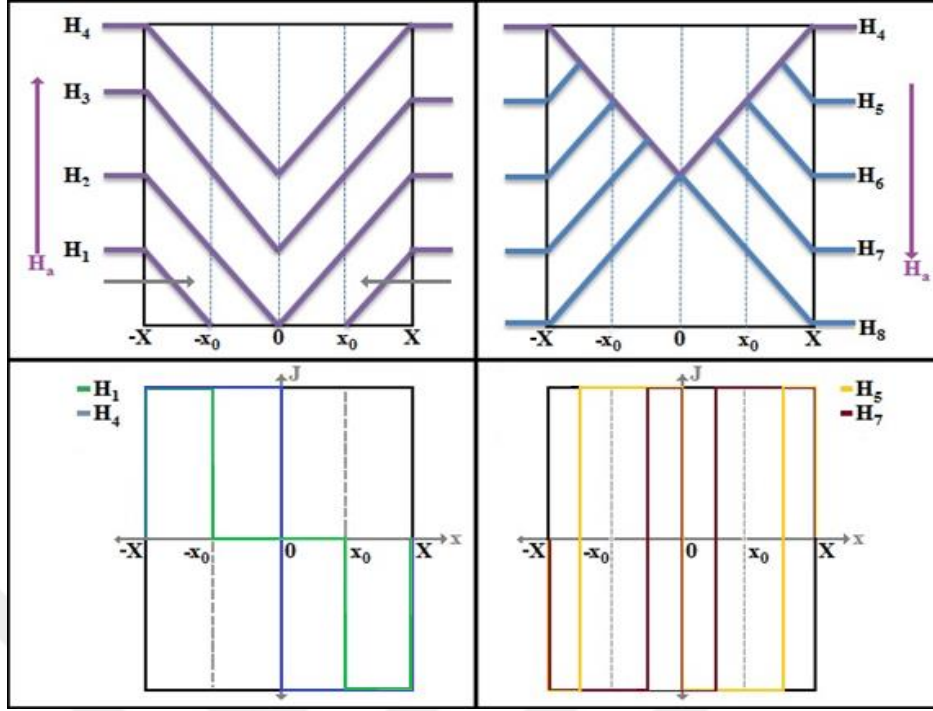 H₄
H₃
H₂
H₁
Hₐ
-X
-x₀
0
x₀
X
H₄
H₅
H₆
H₇
Hₐ
H₈
-X
-x₀
0
x₀
X
H₁
H₄
J
-X
-x₀
0
x₀
X
x
J
H₅
H₇
-X
-x₀
0
x₀
X
x